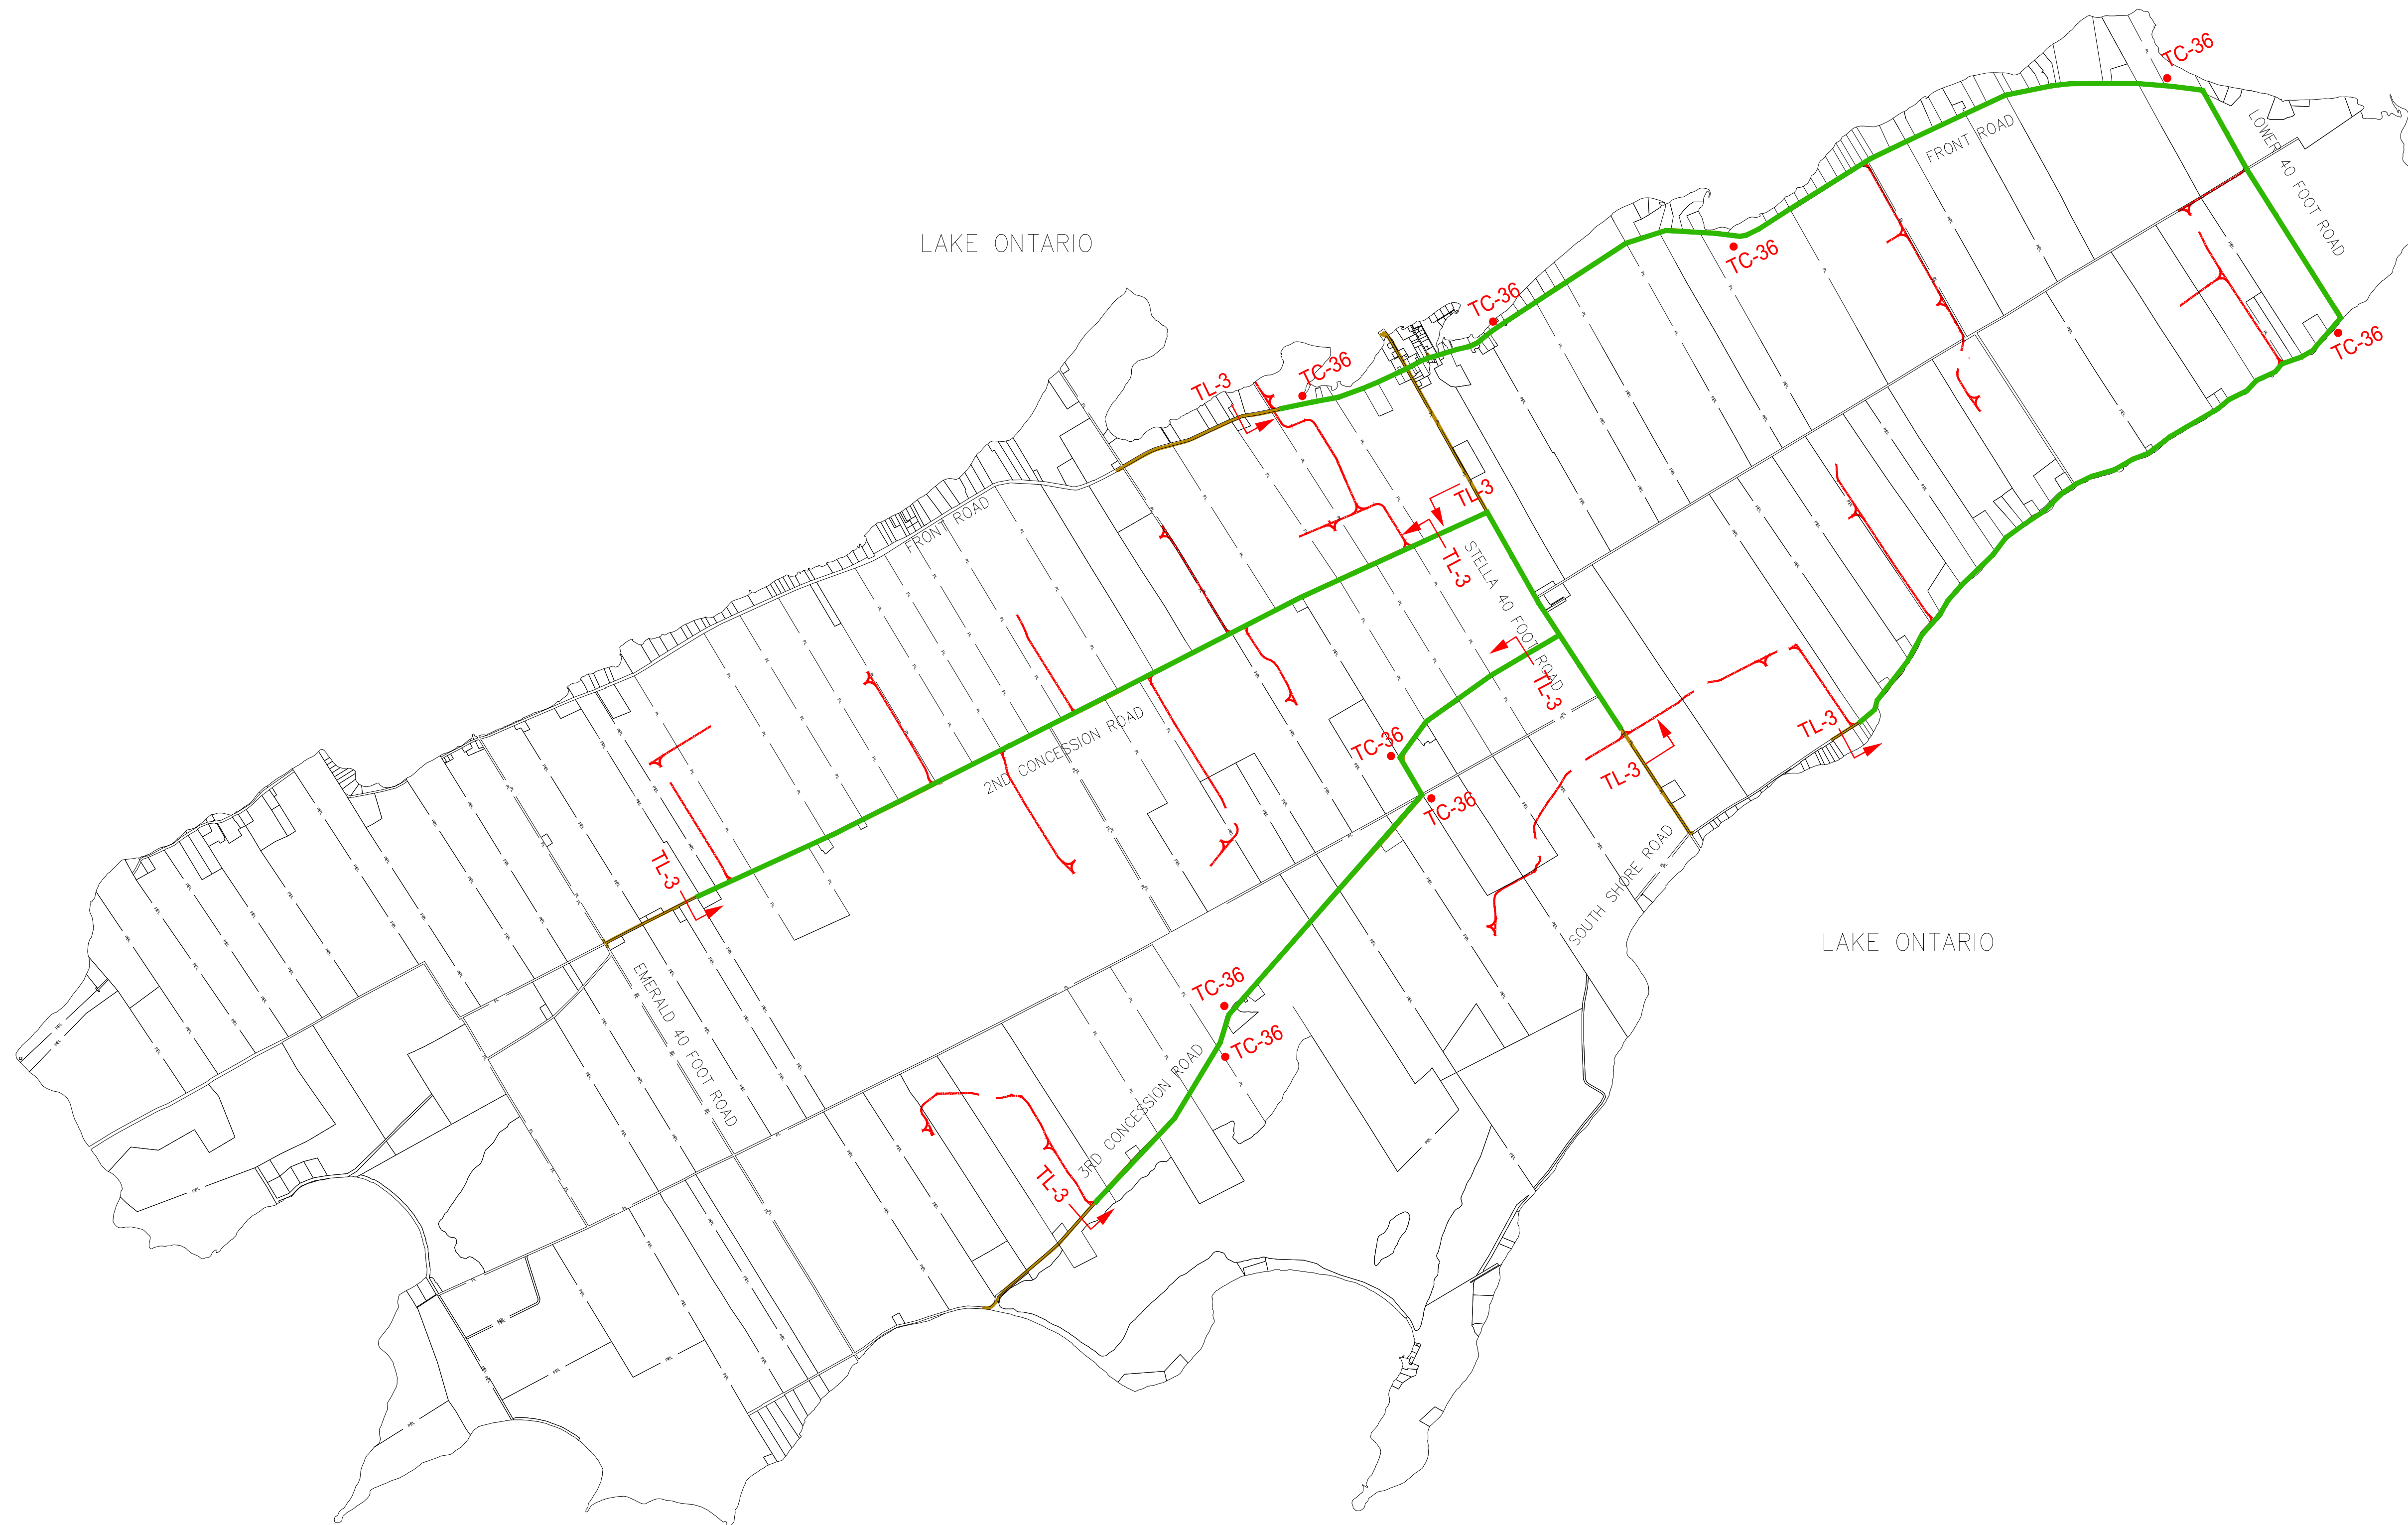 TC-36
LOWER 40 FOOT ROAD
FRONT ROAD
LAKE ONTARIO
TC-36
TC-36
TC-36
TC-36
TL-3
TL-3
FRONT ROAD
TL-3
STELLA 40 FOOT ROAD
TL-3
2ND CONCESSION ROAD
TC-36
TL-3
TL-3
TC-36
TL-3
SOUTH SHORE ROAD
LAKE ONTARIO
EMERALD 40 FOOT ROAD
TC-36
TC-36
3RD CONCESSION ROAD
TL-3